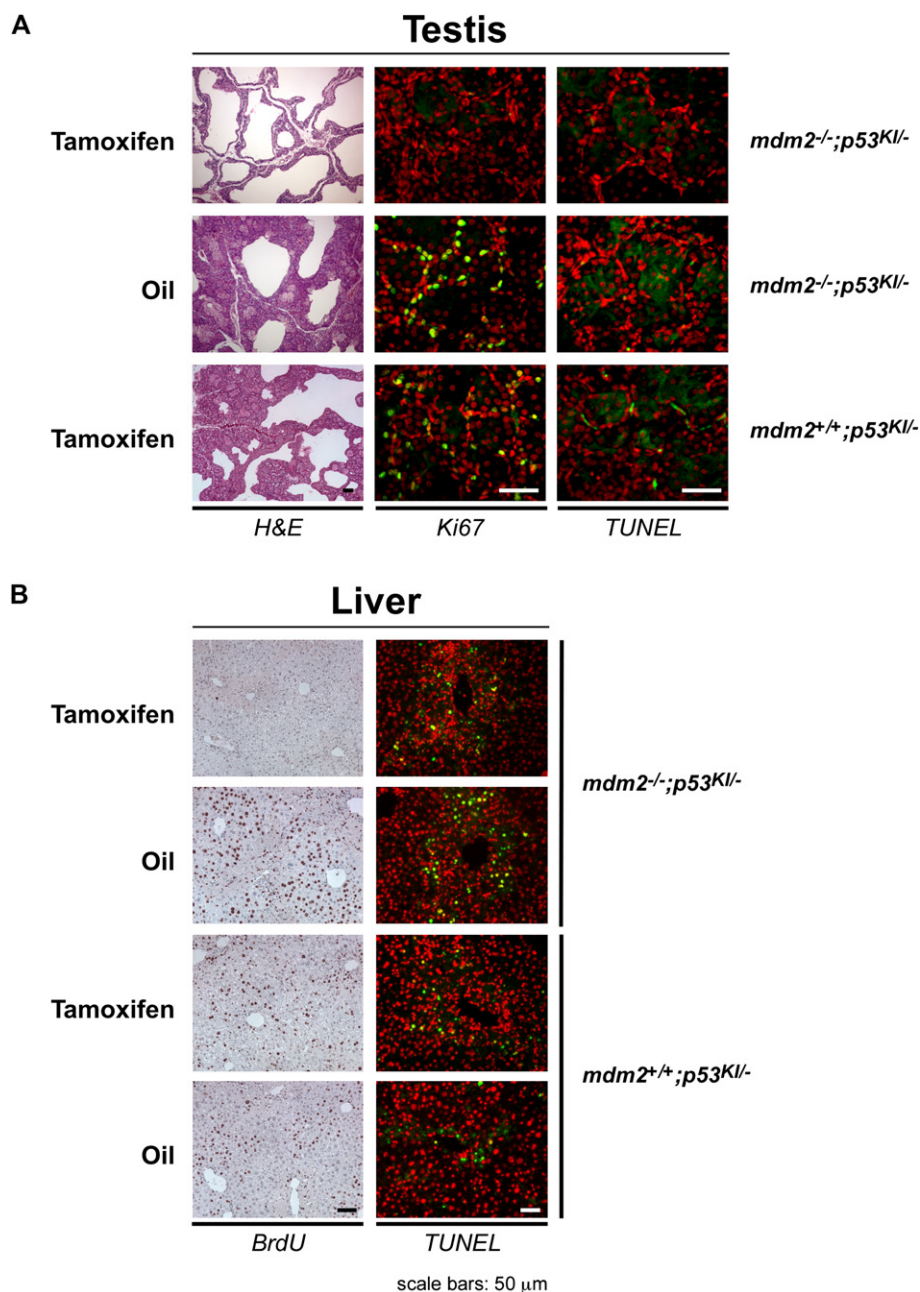 A
Testis
Tamoxifen
mdm2-/-;p53KI/-
Oil
mdm2-/-;p53KI/-
Tamoxifen
mdm2+/+;p53KI/-
H&E
Ki67
TUNEL
B
Liver
Tamoxifen
Oil
mdm2-/-;p53KI/-
Tamoxifen
Oil
mdm2+/+;p53KI/-
BrdU
TUNEL
scale bars: 50 μm